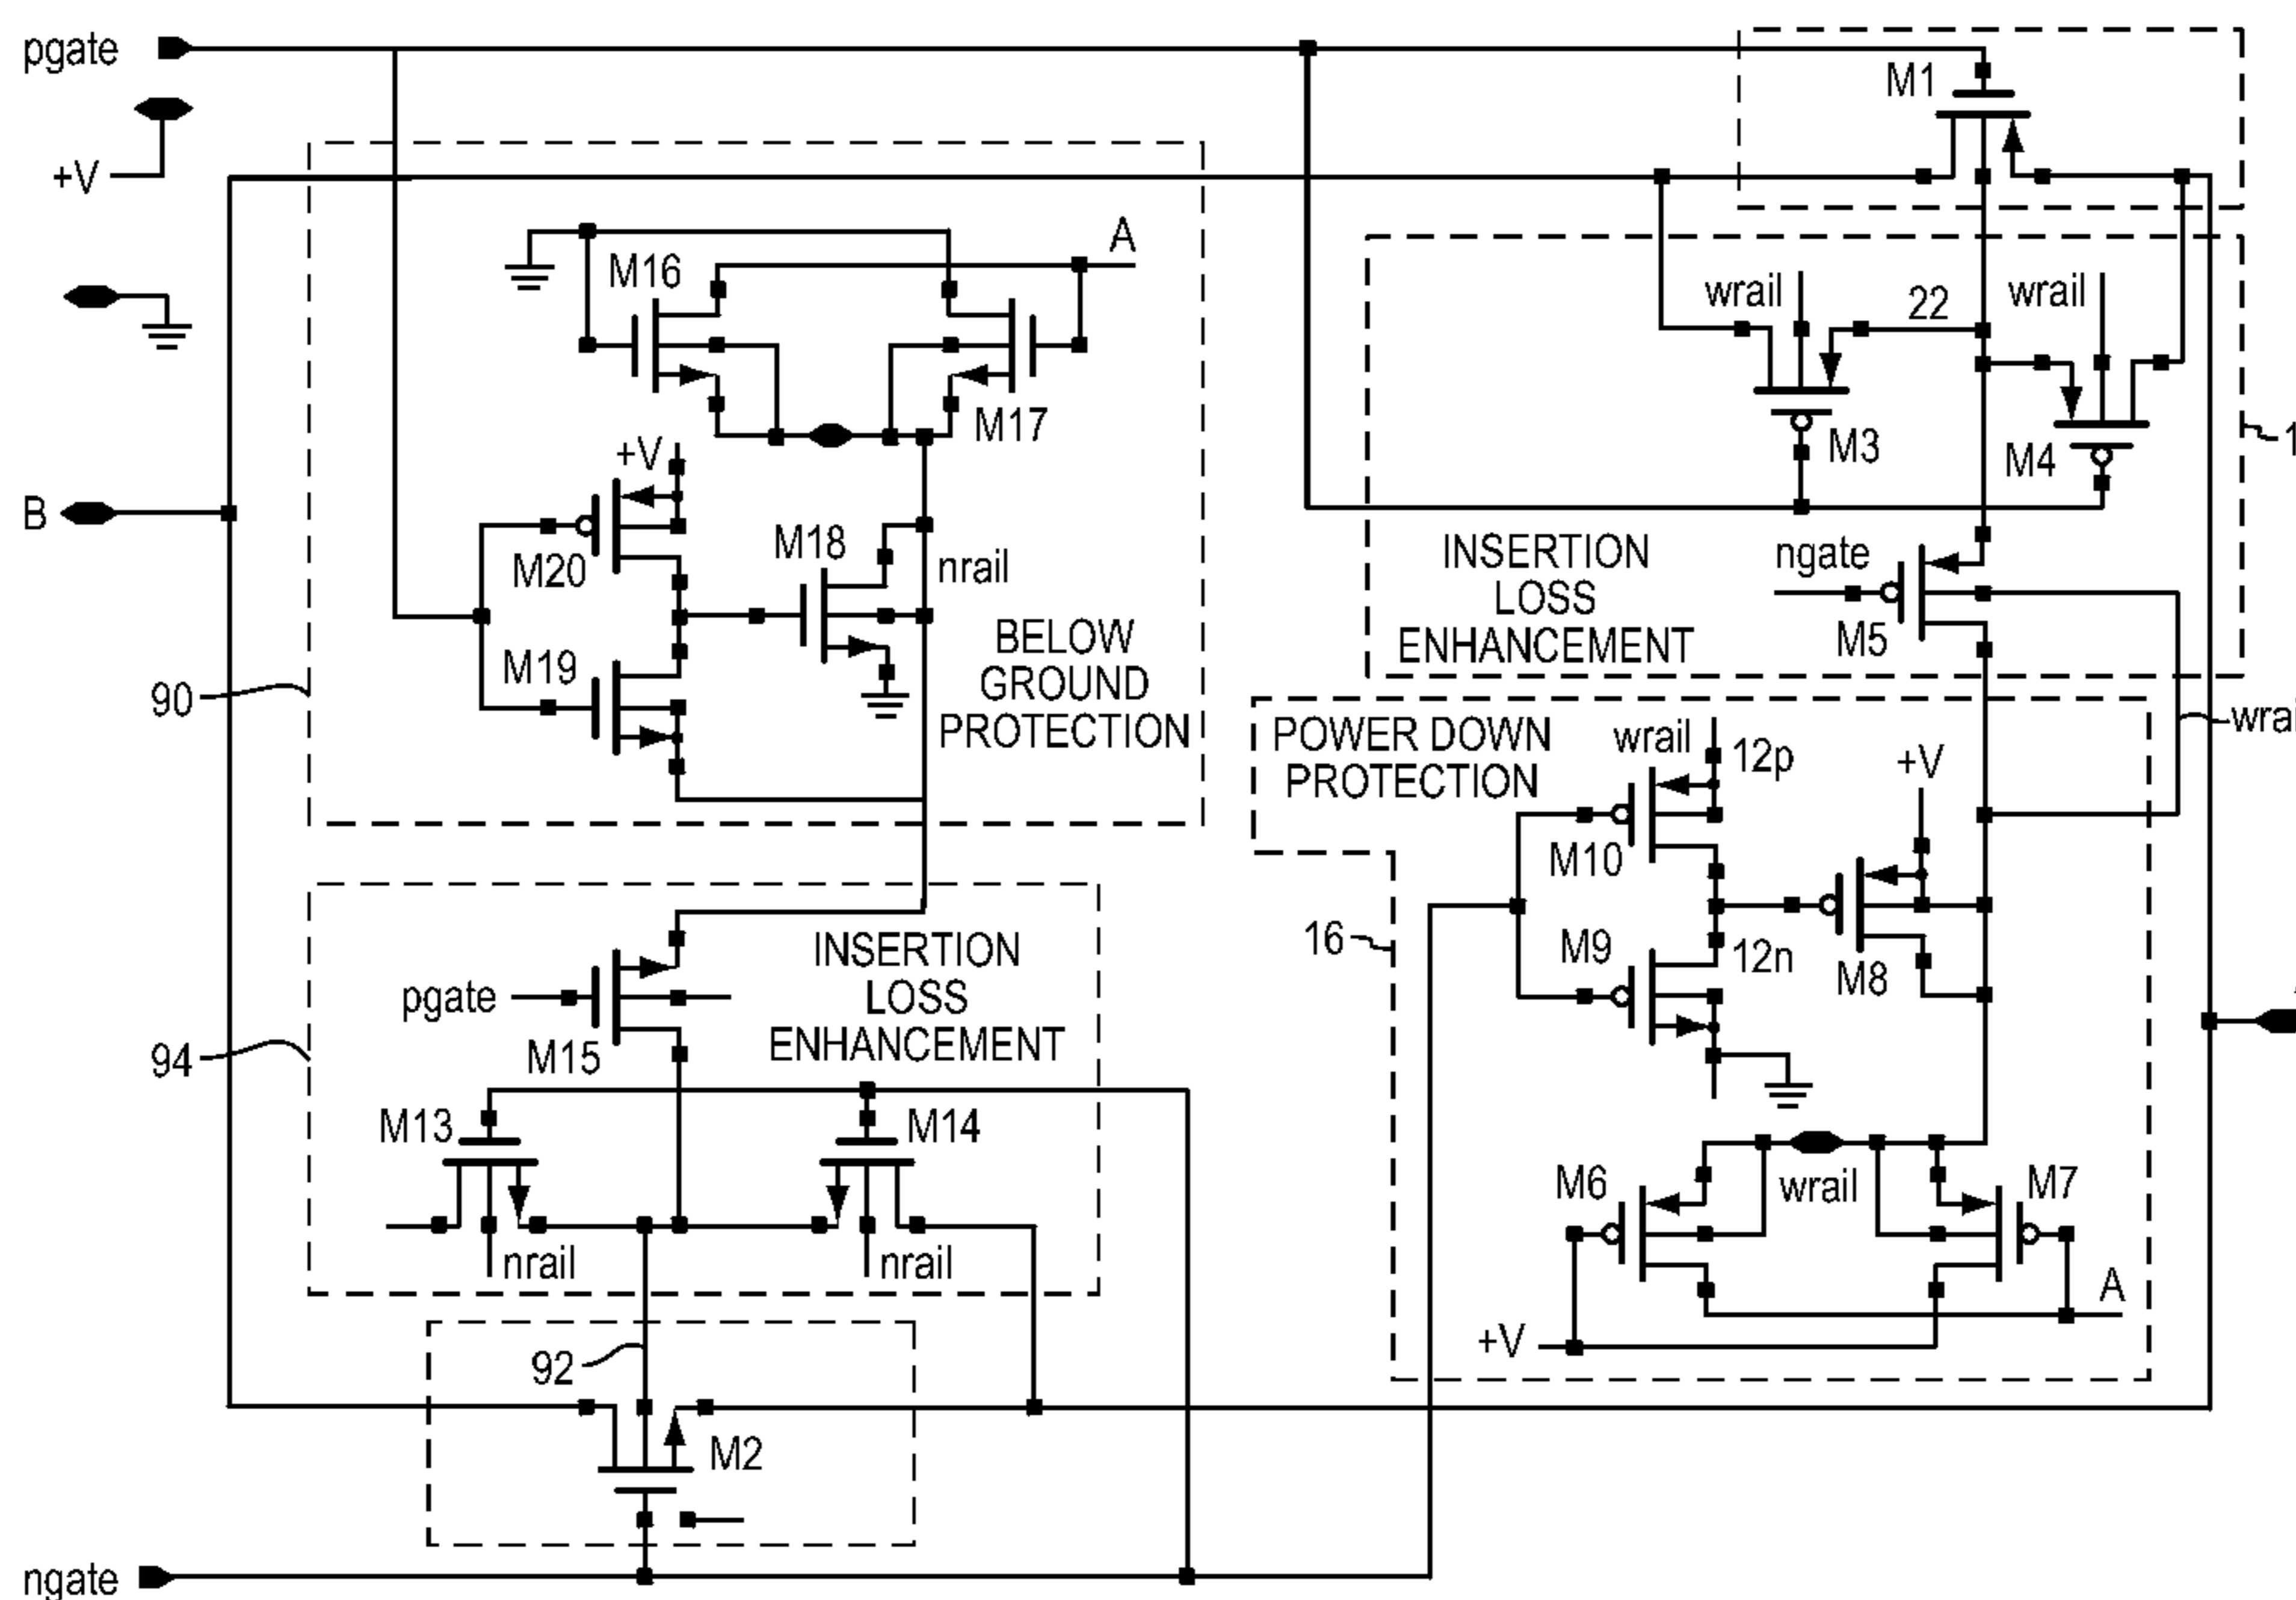 pgate
M1
+V
A
M16
wrail
22
wrail
M17
+V
M3
M4
B
M18
M20
nrail
INSERTION
LOSS
ENHANCEMENT
ngate
M5
BELOW
GROUND
PROTECTION
M19
90
POWER DOWN
PROTECTION
wrail
12p
+V
M10
16
M9
12n
M8
INSERTION
LOSS
ENHANCEMENT
pgate
M15
94
M13
M14
nrail
nrail
M6
wrail
M7
A
+V
92
M2
ngate